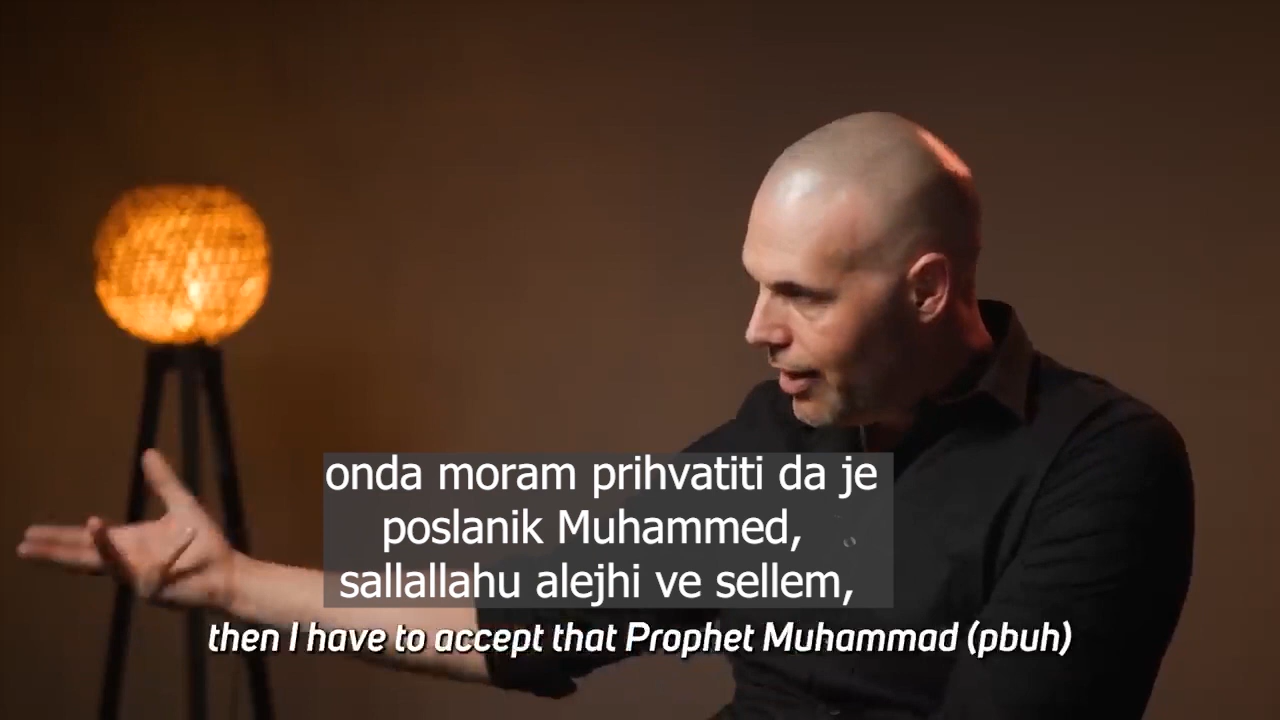 onda moram prihvatiti da je
poslanik Muhammed,
sallallahu alejhi ve sellem,
then I have to accept that Prophet Muhammad (pbuh)